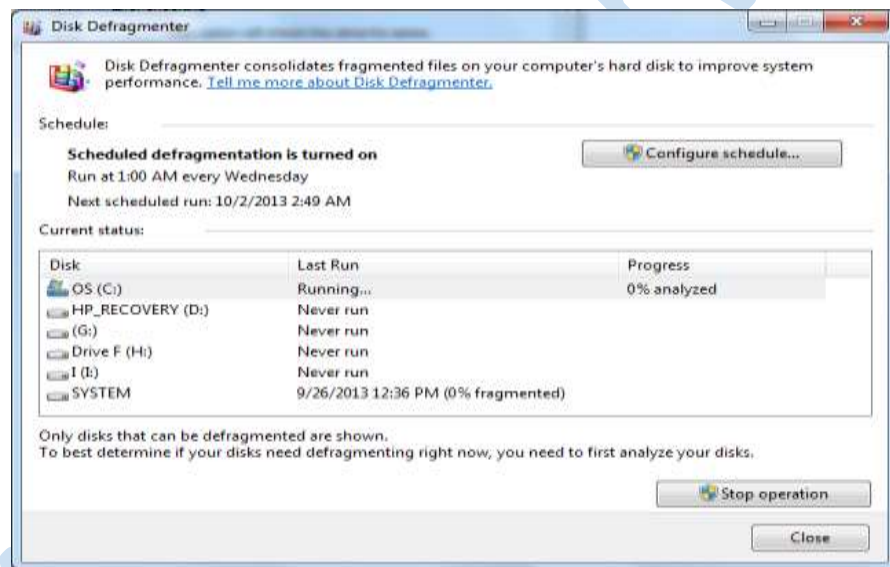 Disk Defragmenter
Disk Defragmenter consolidates fragmented files on your computer's hard disk to improve system
performance. Tell me more about Disk Defragmenter.
Schedule:
Scheduled defragmentation is turned on
Configure schedule...
Run at 1:00 AM every Wednesday
Next scheduled run: 10/2/2013 2:49 AM
Current status:
Disk Last Run Progress
OS (C:) Running... 0% analyzed
HP_RECOVERY (D:) Never run
(G:) Never run
Drive F (H:) Never run
I (I:) Never run
SYSTEM 9/26/2013 12:36 PM (0% fragmented)
Only disks that can be defragmented are shown.
To best determine if your disks need defragmenting right now, you need to first analyze your disks.
Stop operation
Close